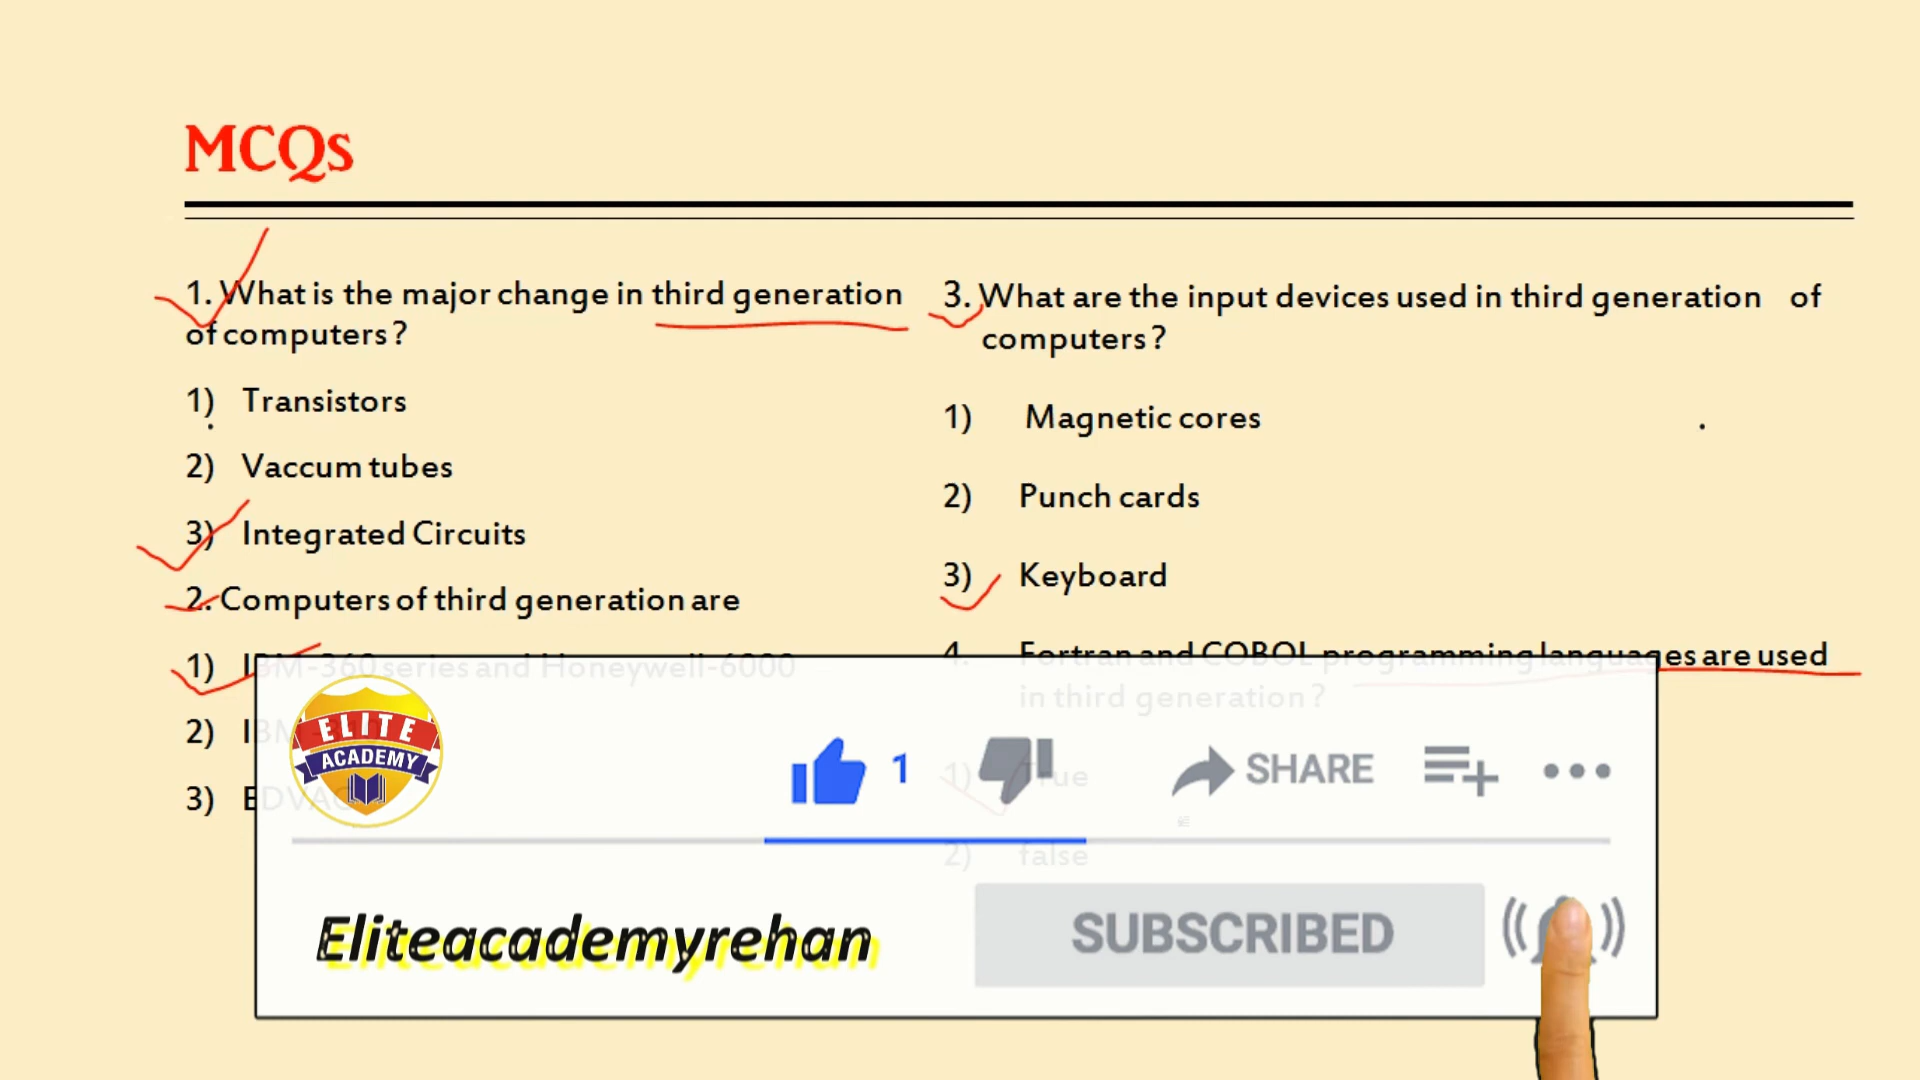 MCQs
1. What is the major change in third generation
of computers?
1) Transistors
2) Vaccum tubes
3) Integrated Circuits
2. Computers of third generation are
1) IBM-360 series and Honeywell-6000
2)
3) EDVAC
3. What are the input devices used in third generation of
computers?
1) Magnetic cores
2) Punch cards
3) Keyboard
4. Fortran and COBOL programming languages are used
in third generation?
1) True
2) false
ELITE
ACADEMY
1
SHARE
Eliteacademyrehan
SUBSCRIBED